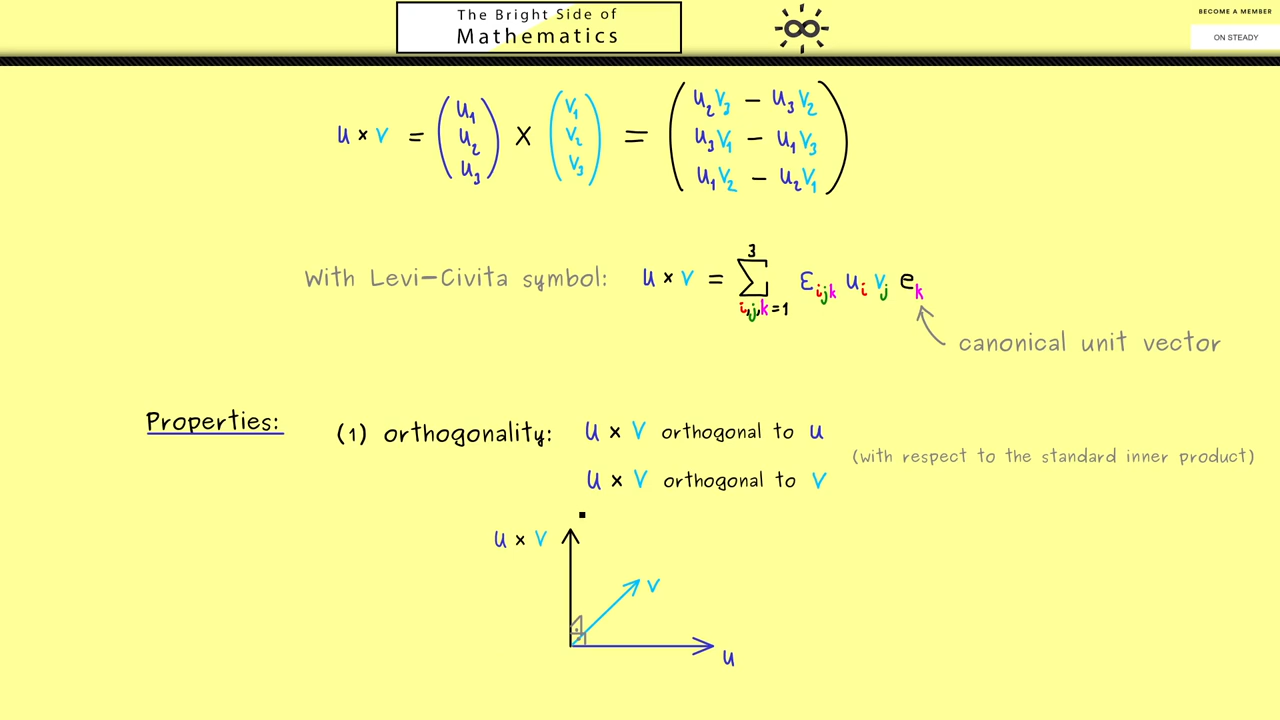 The Bright Side of
Mathematics
BECOME A MEMBER
ON STEADY
u × v = (u₁ u₂ u₃) × (v₁ v₂ v₃) = (u₂v₃ − u₃v₂
u₃v₁ − u₁v₃
u₁v₂ − u₂v₁)
With Levi-Civita symbol: u × v = ∑³ᵢ,ⱼ,ₖ₌₁ εᵢⱼₖ uᵢ vⱼ eₖ
canonical unit vector
Properties: (1) orthogonality: u × v orthogonal to u
(with respect to the standard inner product)
u × v orthogonal to v
u × v
v
u